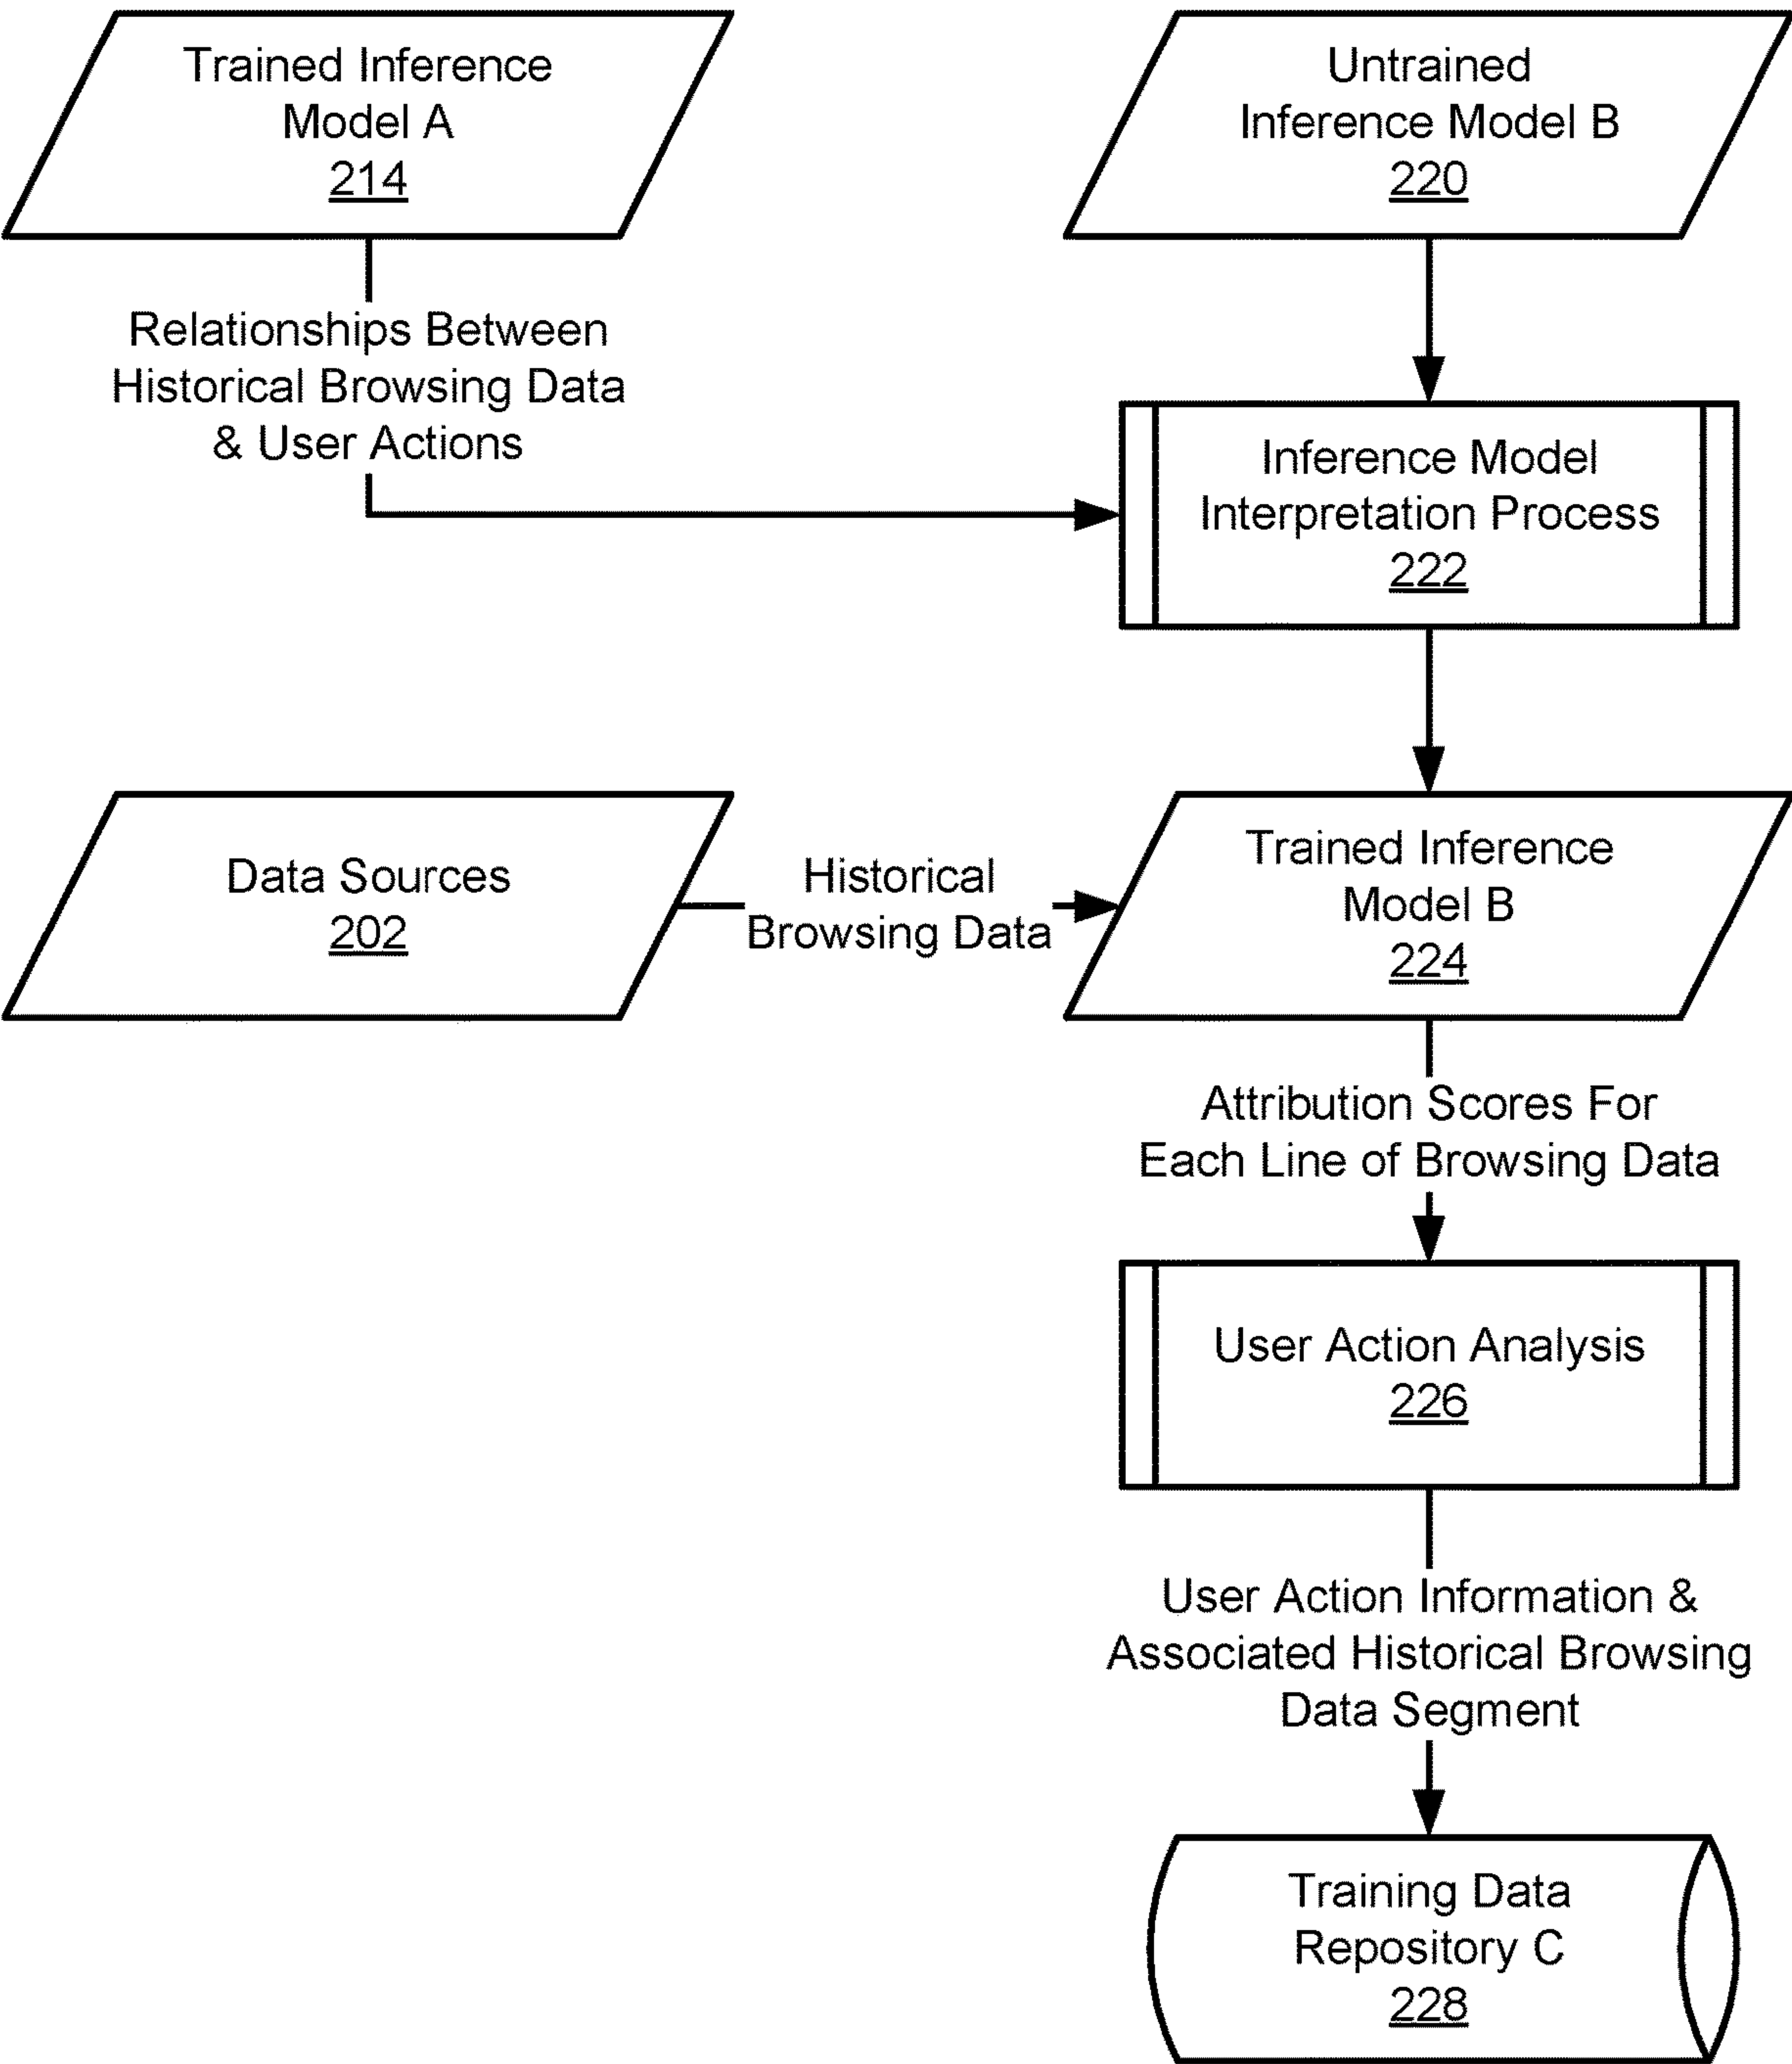 Trained Inference
Model A
214
Untrained
Inference Model B
220
Relationships Between
Historical Browsing Data
& User Actions
Inference Model
Interpretation Process
222
Data Sources
202
Historical
Browsing Data
Trained Inference
Model B
224
Attribution Scores For
Each Line of Browsing Data
User Action Analysis
226
User Action Information &
Associated Historical Browsing
Data Segment
Training Data
Repository C
228